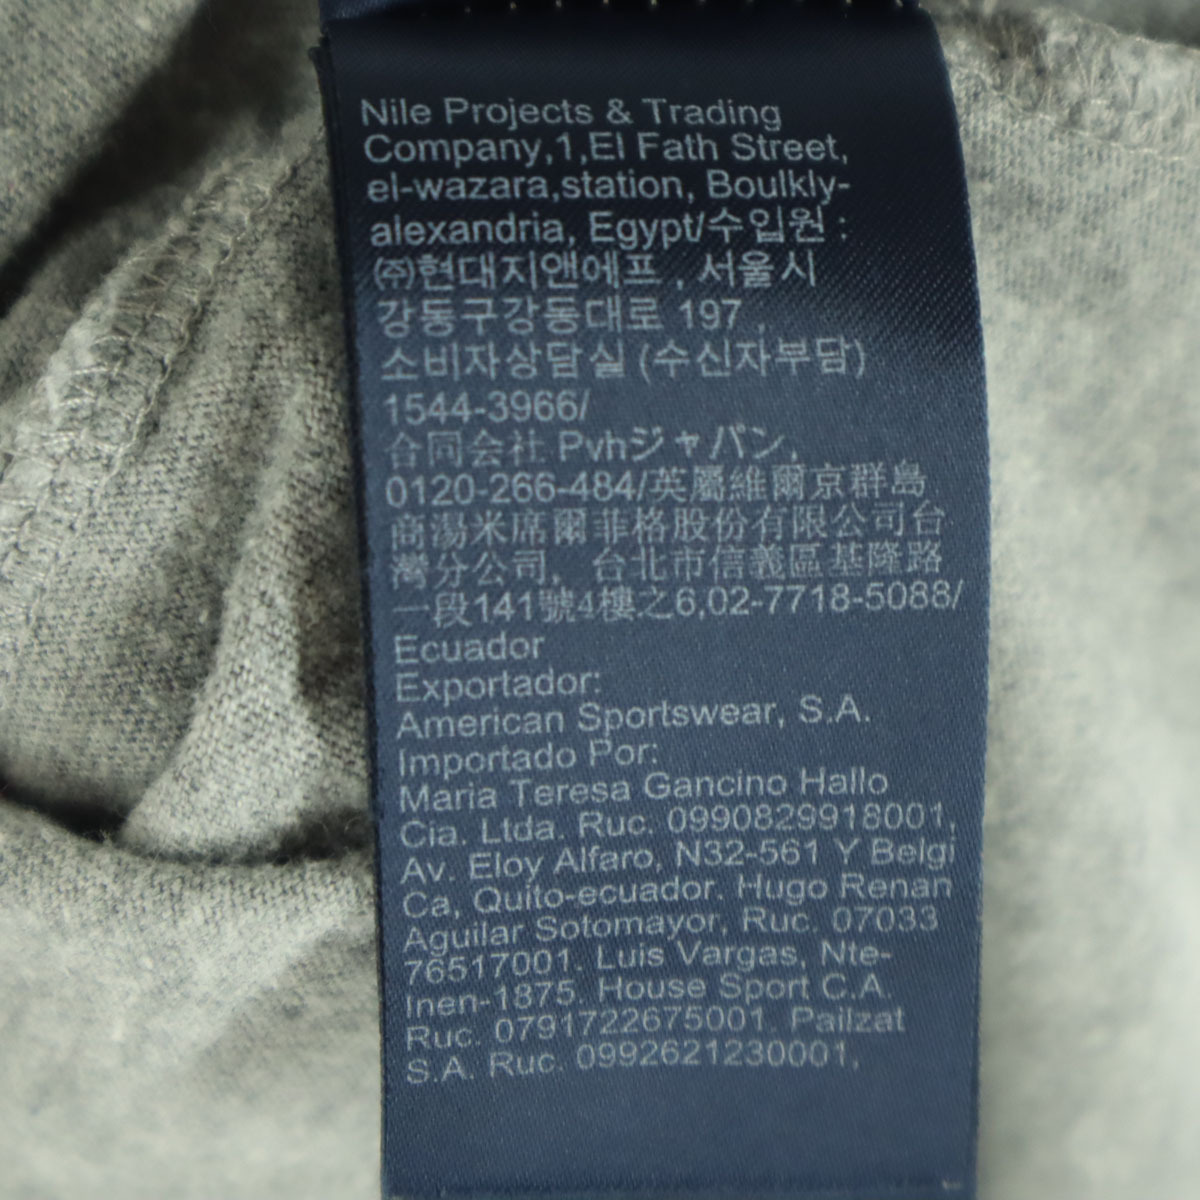 Nile Projects & Trading
Company,1,El Fath Street,
el-wazara,station, Boulkly-
alexandria, Egypt/수입원 :
㈜현대지앤에프 , 서울시
강동구강동대로 197 ,
소비자상담실 (수신자부담)
1544-3966/
合同会社 Pvhジャパン,
0120-266-484/英屬維爾京群島
商湯米席爾菲格股份有限公司台
灣分公司, 台北市信義區基隆路
一段141號4樓之6,02-7718-5088/
Ecuador
Exportador:
American Sportswear, S.A.
Importado Por:
Maria Teresa Gancino Hallo
Cia. Ltda. Ruc. 0990829918001,
Av. Eloy Alfaro, N32-561 Y Belgi
Ca, Quito-ecuador. Hugo Renan
Aguilar Sotomayor, Ruc. 07033
76517001. Luis Vargas, Nte-
Inen-1875. House Sport C.A.
Ruc. 0791722675001. Pailzat
S.A. Ruc. 0992621230001,